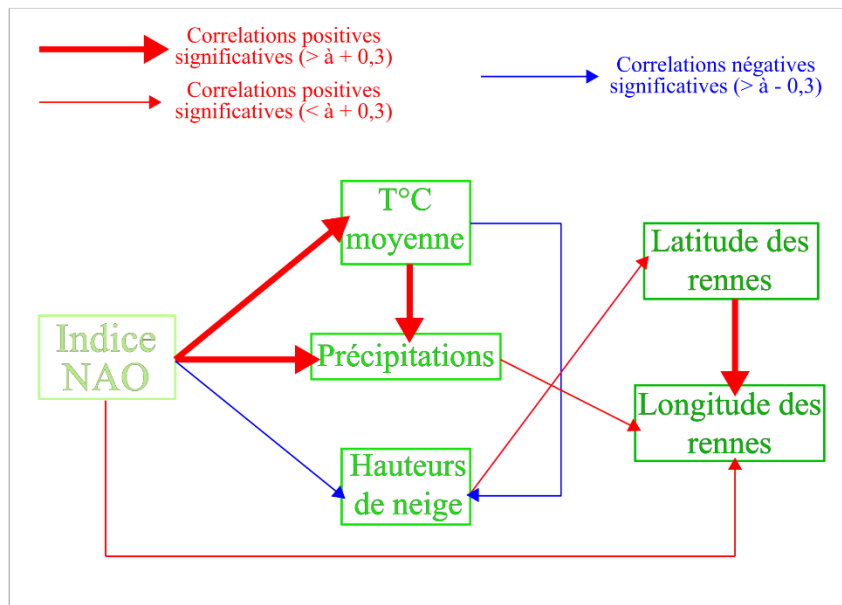 Correlations positives
significatives (> à + 0,3)
Correlations positives
significatives (< à + 0,3)
Correlations négatives
significatives (> à - 0,3)
T°C
moyenne
Latitude des
rennes
Indice
NAO
Précipitations
Longitude des
rennes
Hauteurs
de neige